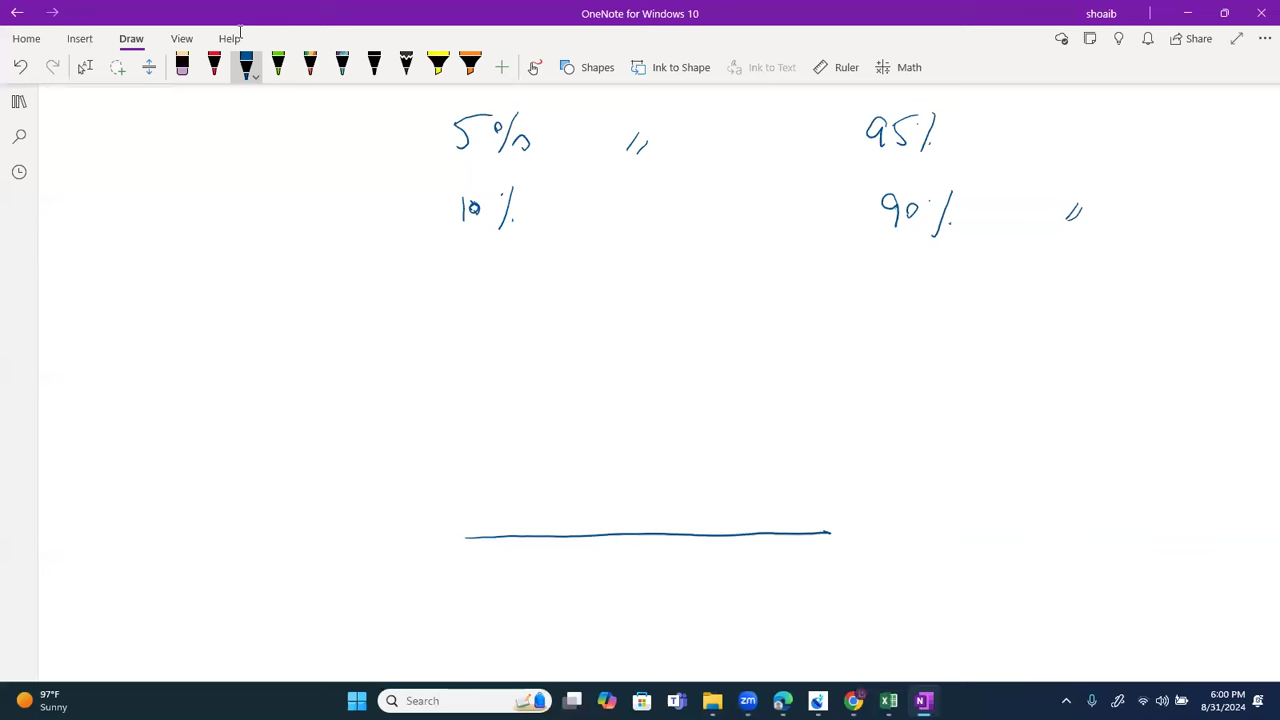 OneNote for Windows 10
shoaib
Home Insert Draw View Help
Share
Shapes Ink to Shape Ink to Text Ruler Math
5% " 95%
10% 90% "
97°F
Sunny
Search
6:00 PM
8/31/2024